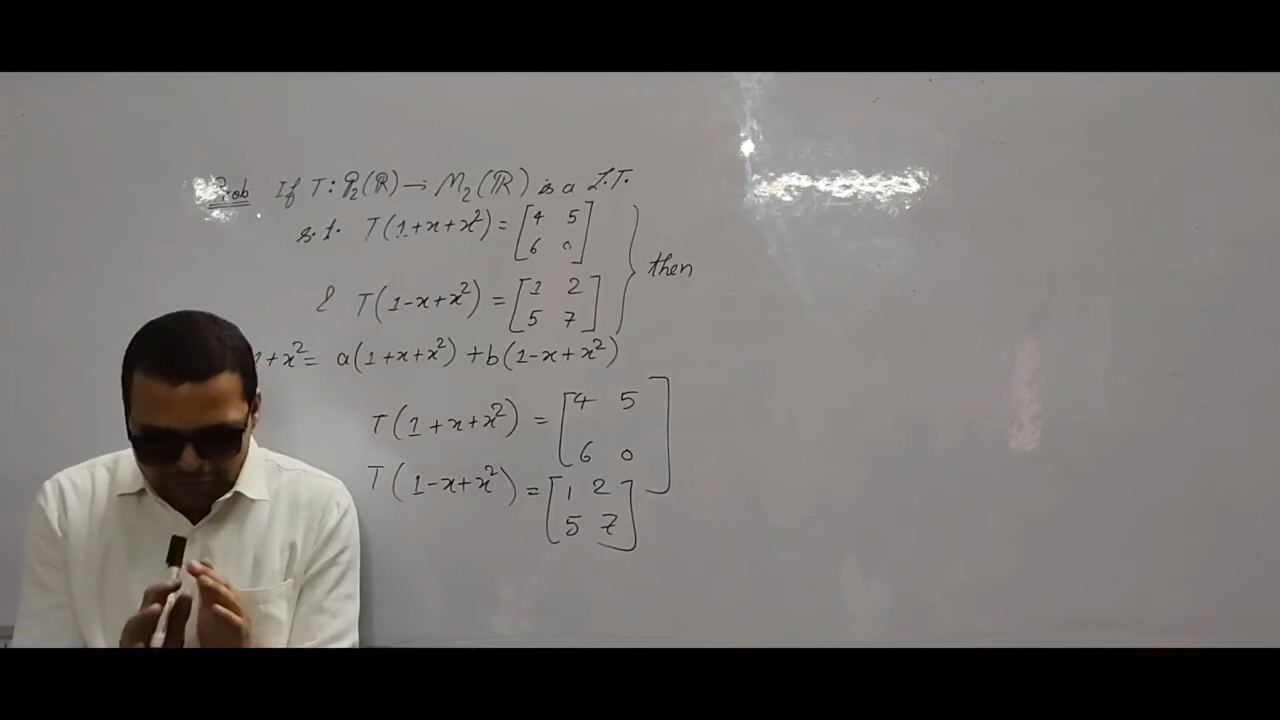 Prob If T: P₂(R) → M₂(R) is a L.T.
s.t. T(1+x+x²) = [4 5
6 0]
& T(1-x+x²) = [1 2
5 7] } then
+x² = a(1+x+x²) + b(1-x+x²)
T(1+x+x²) = [4 5
6 0]
T(1-x+x²) = [1 2
5 7]